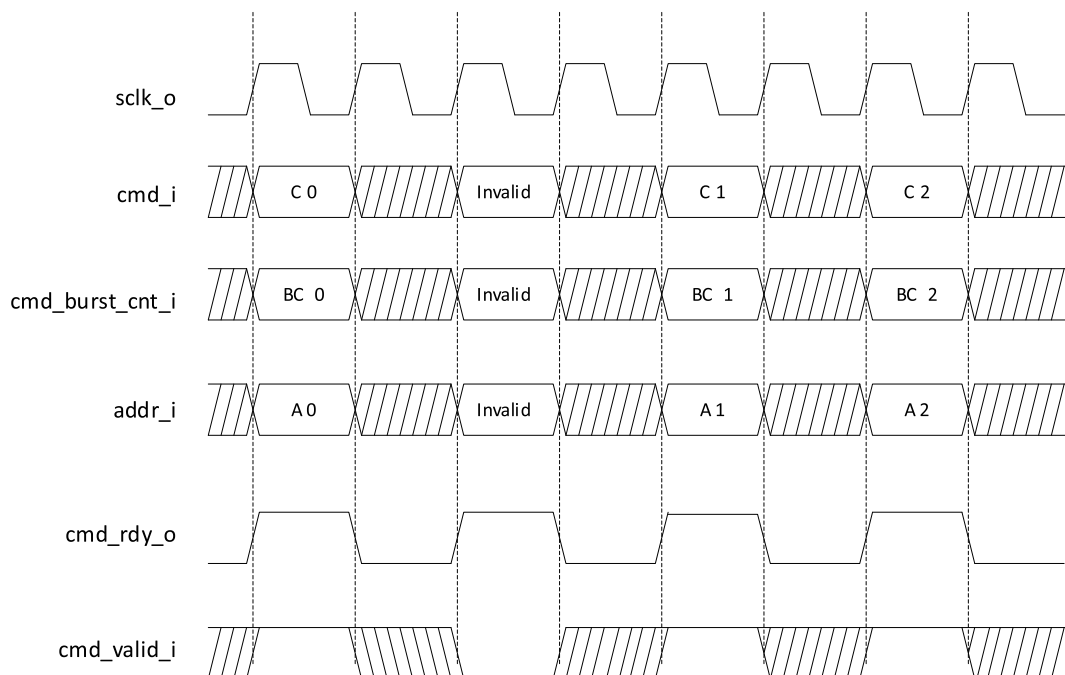 sclk_o
cmd_i C 0 Invalid C 1 C 2
cmd_burst_cnt_i BC 0 Invalid BC 1 BC 2
addr_i A 0 Invalid A 1 A 2
cmd_rdy_o
cmd_valid_i